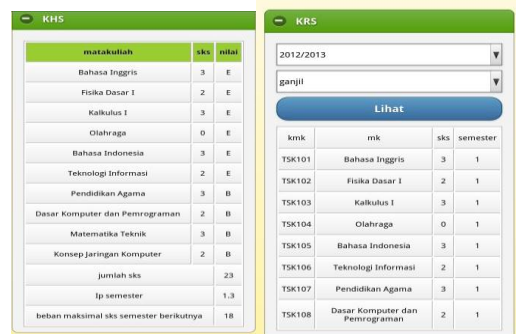 KHS
matakuliah sks nilai
Bahasa Inggris 3 E
Fisika Dasar I 2 E
Kalkulus I 3 E
Olahraga 0 E
Bahasa Indonesia 3 E
Teknologi Informasi 2 E
Pendidikan Agama 3 B
Dasar Komputer dan Pemrograman 2 B
Matematika Teknik 3 B
Konsep Jaringan Komputer 2 B
jumlah sks 23
Ip semester 1.3
beban maksimal sks semester berikutnya 18
KRS
2012/2013
ganjil
Lihat
kmk mk sks semester
TSK101 Bahasa Inggris 3 1
TSK102 Fisika Dasar I 2 1
TSK103 Kalkulus I 3 1
TSK104 Olahraga 0 1
TSK105 Bahasa Indonesia 3 1
TSK106 Teknologi Informasi 2 1
TSK107 Pendidikan Agama 3 1
TSK108 Dasar Komputer dan 2 1
Pemrograman